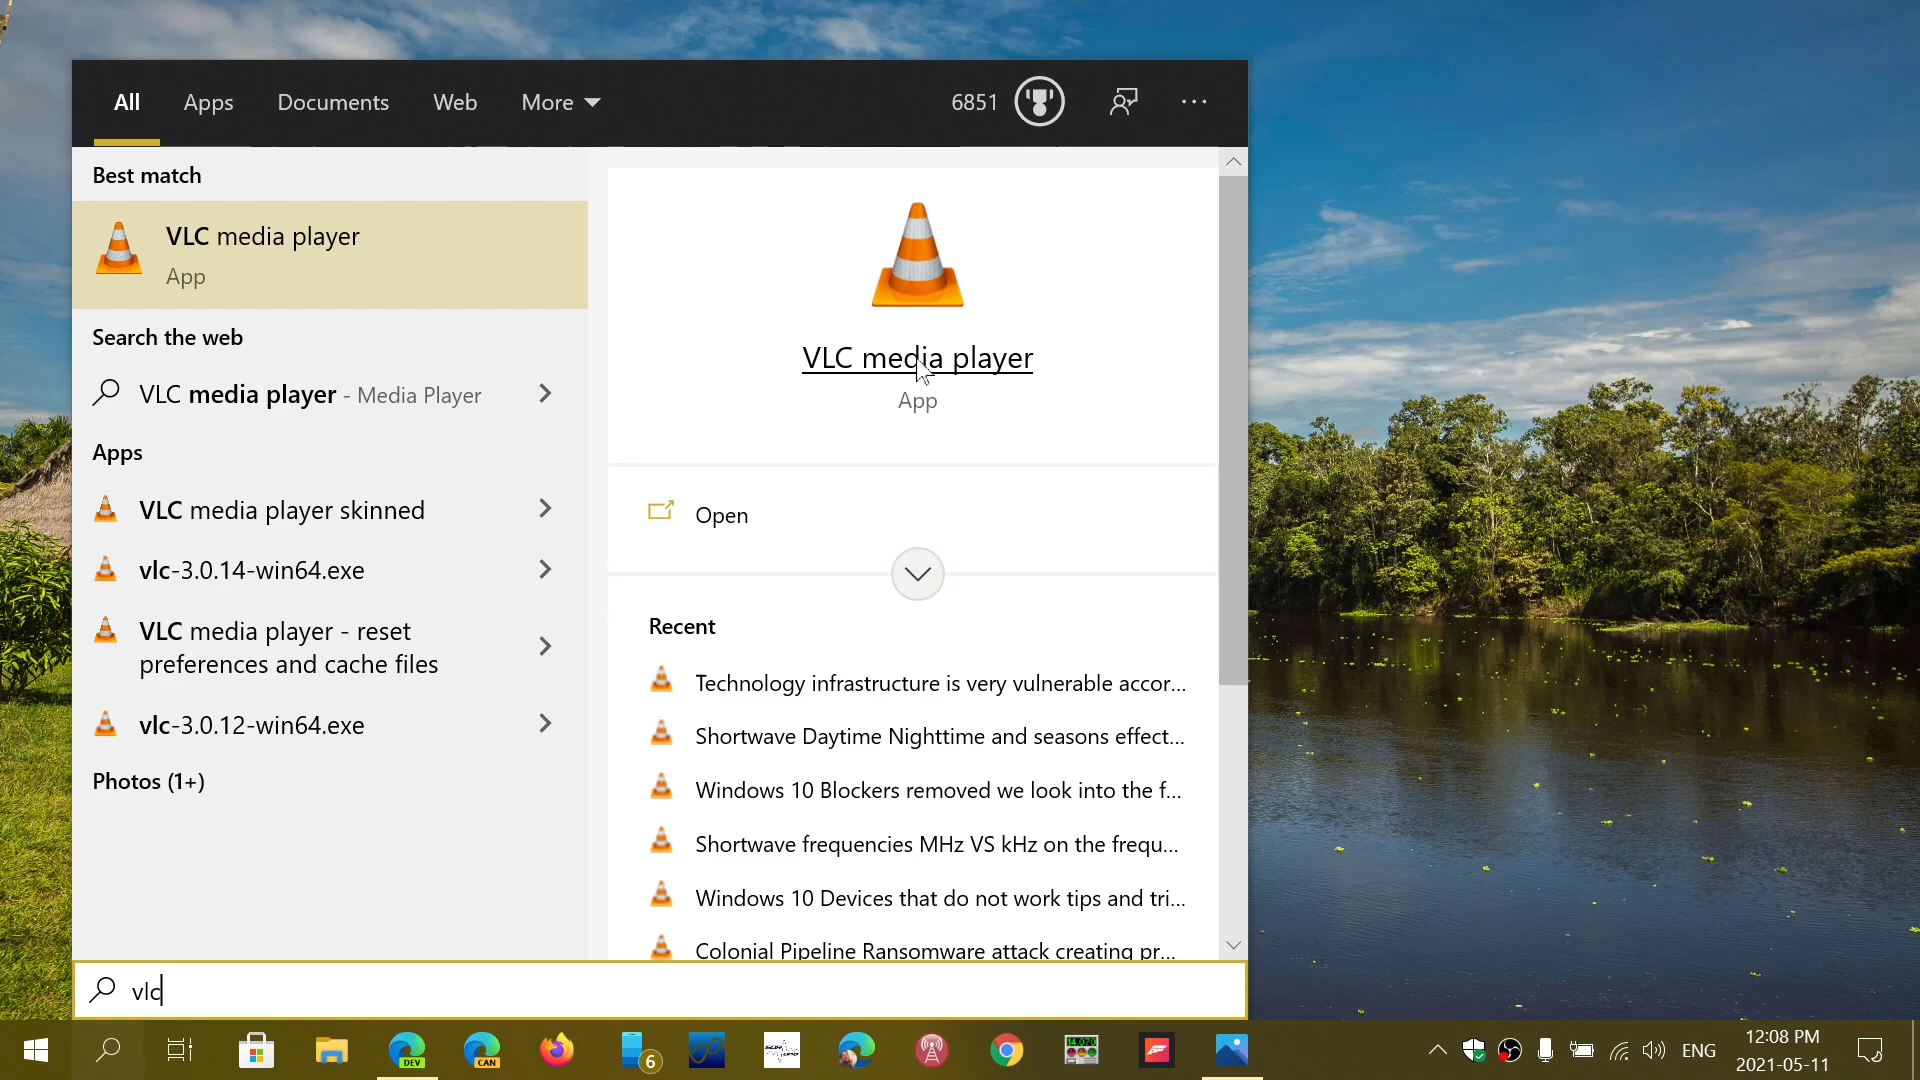 All
Apps
Documents
Web
More
6851
Best match
VLC media player
App
Search the web
VLC media player - Media Player
Apps
VLC media player skinned
vlc-3.0.14-win64.exe
VLC media player - reset
preferences and cache files
vlc-3.0.12-win64.exe
Photos (1+)
VLC media player
App
Open
Recent
Technology infrastructure is very vulnerable accor...
Shortwave Daytime Nighttime and seasons effect...
Windows 10 Blockers removed we look into the f...
Shortwave frequencies MHz VS kHz on the frequ...
Windows 10 Devices that do not work tips and tri...
Colonial Pipeline Ransomware attack creating pr...
vlc
DEV
CAN
6
14.070
ENG
12:08 PM
2021-05-11